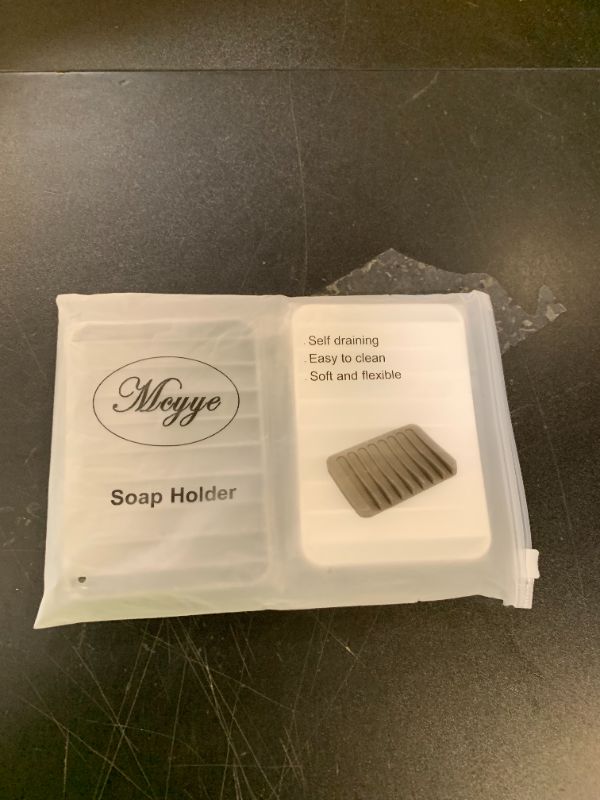 Mcyye
Soap Holder
· Self draining
· Easy to clean
· Soft and flexible